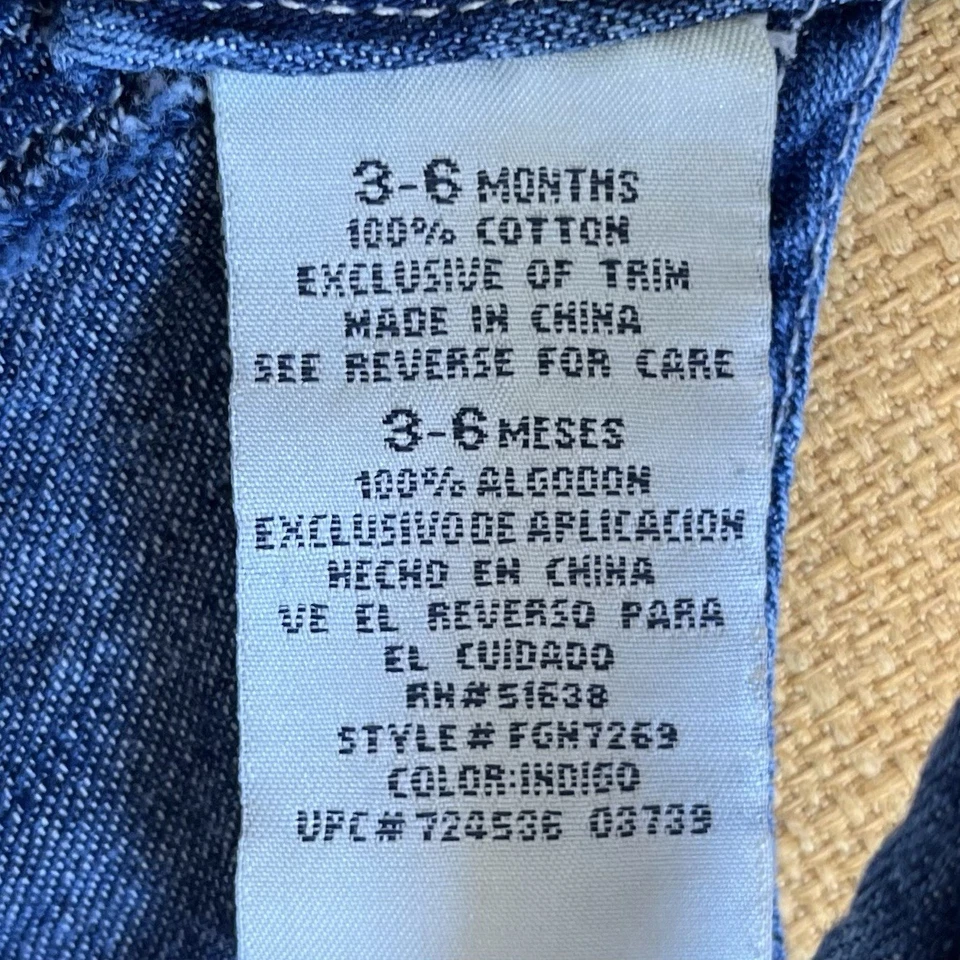 3-6 MONTHS
100% COTTON
EXCLUSIVE OF TRIM
MADE IN CHINA
SEE REVERSE FOR CARE
3-6 MESES
100% ALGODON
EXCLUSIVO DE APLICACION
HECHO EN CHINA
VE EL REVERSO PARA
EL CUIDADO
RN# 51638
STYLE# FGN7269
COLOR:INDIGO
UPC# 724536 03739